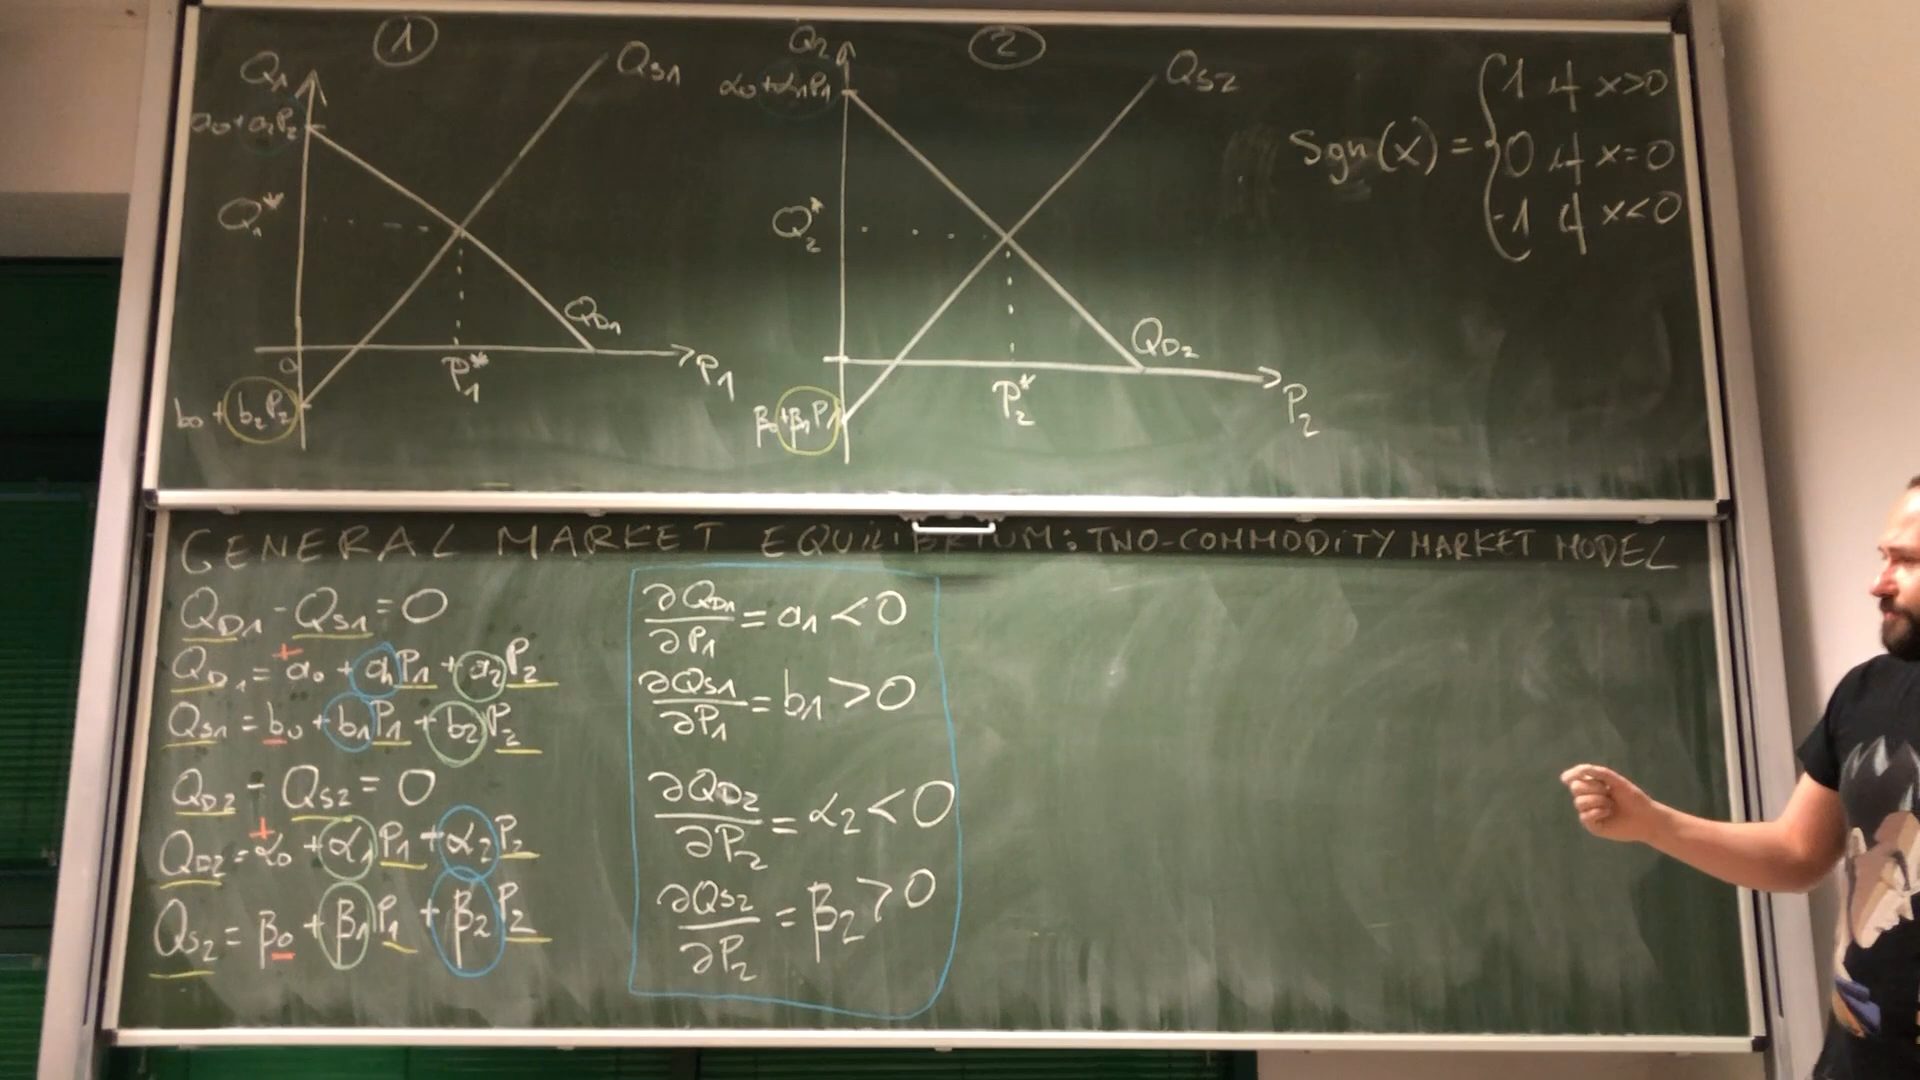 ①
Q₁
Qs₁
a₀+a₂P₂
Q₁*
QD₁
0
P₁*
P₁
b₀+b₂P₂
②
Q₂
Qs₂
α₀+α₁P₁
Q₂*
QD₂
P₂*
P₂
β₀+β₁P₁
1 if x>0
Sgn(x) = { 0 if x=0
-1 if x<0
GENERAL MARKET EQUILIBRIUM: TWO-COMMODITY MARKET MODEL
QD₁ - QS₁ = 0
+
QD₁ = a₀ + a₁P₁ + a₂P₂
QS₁ = b₀ + b₁P₁ + b₂P₂
QD₂ - QS₂ = 0
+
QD₂ = α₀ + α₁P₁ + α₂P₂
QS₂ = β₀ + β₁P₁ + β₂P₂
∂QD₁/∂P₁ = a₁ < 0
∂QS₁/∂P₁ = b₁ > 0
∂QD₂/∂P₂ = α₂ < 0
∂QS₂/∂P₂ = β₂ > 0